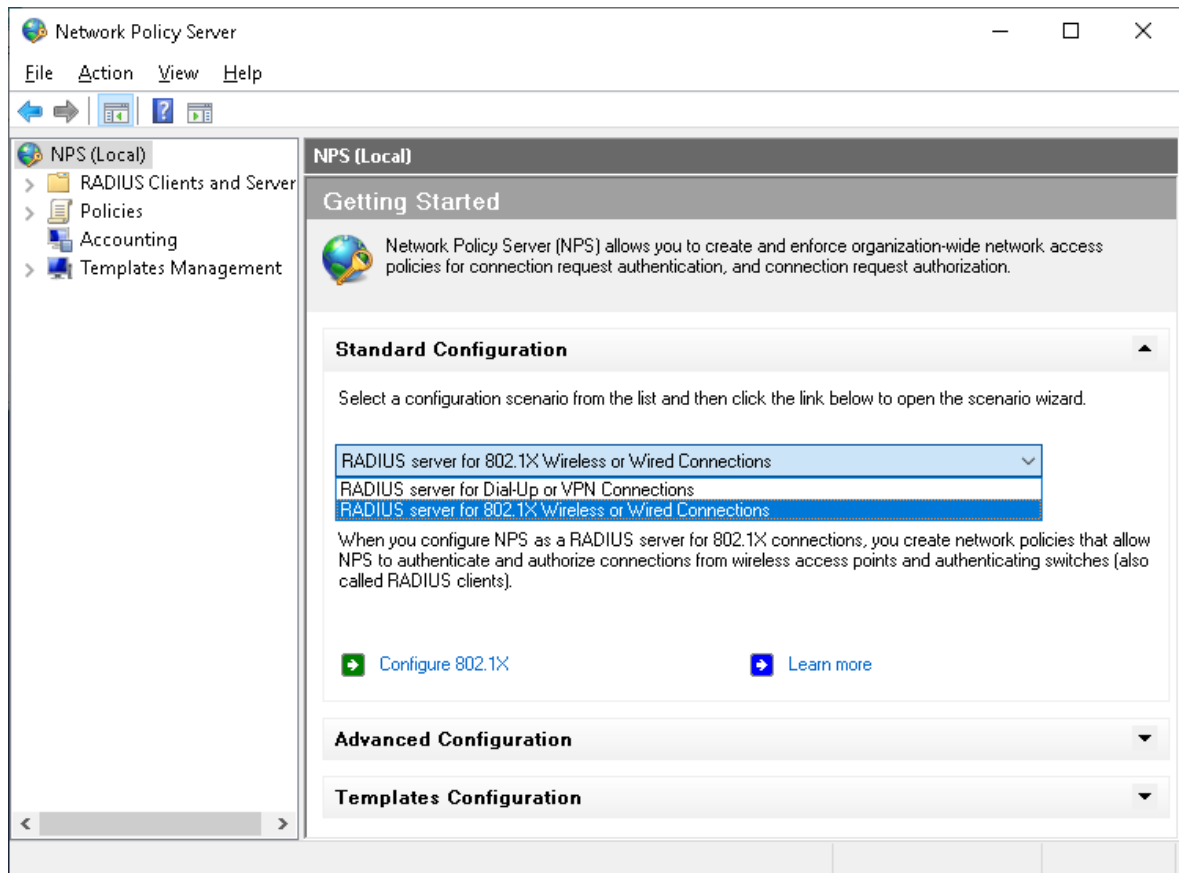 Network Policy Server
File Action View Help
NPS (Local)
RADIUS Clients and Server
Policies
Accounting
Templates Management
NPS (Local)
Getting Started
Network Policy Server (NPS) allows you to create and enforce organization-wide network access
policies for connection request authentication, and connection request authorization.
Standard Configuration
Select a configuration scenario from the list and then click the link below to open the scenario wizard.
RADIUS server for 802.1X Wireless or Wired Connections
RADIUS server for Dial-Up or VPN Connections
RADIUS server for 802.1X Wireless or Wired Connections
When you configure NPS as a RADIUS server for 802.1X connections, you create network policies that allow
NPS to authenticate and authorize connections from wireless access points and authenticating switches (also
called RADIUS clients).
Configure 802.1X Learn more
Advanced Configuration
Templates Configuration